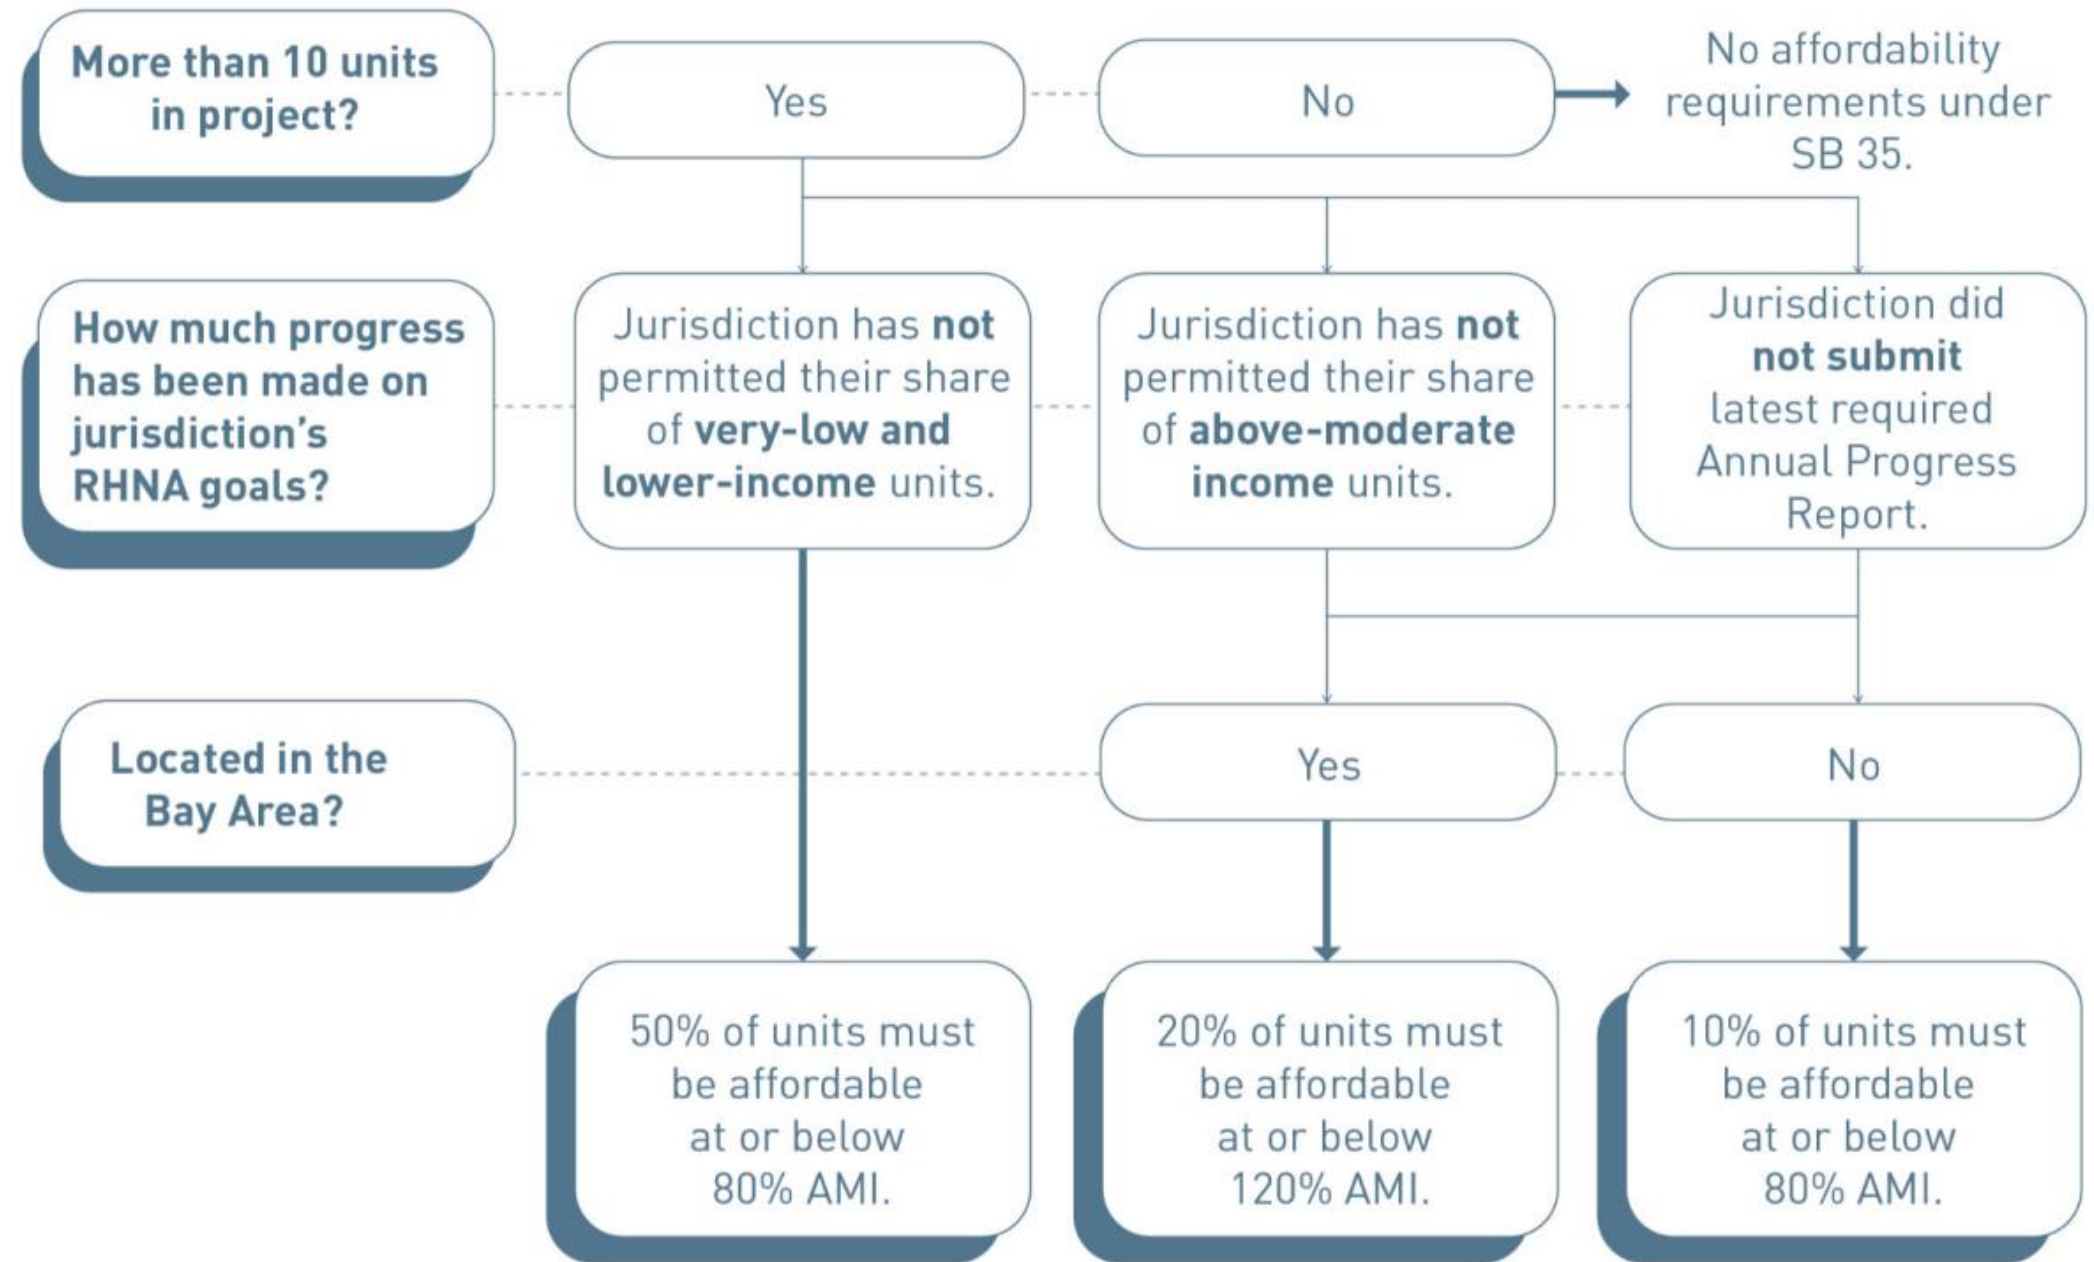 More than 10 units
in project?
Yes
No
No affordability
requirements under
SB 35.
How much progress
has been made on
jurisdiction's
RHNA goals?
Jurisdiction has not
permitted their share
of very-low and
lower-income units.
Jurisdiction has not
permitted their share
of above-moderate
income units.
Jurisdiction did
not submit
latest required
Annual Progress
Report.
Located in the
Bay Area?
Yes
No
50% of units must
be affordable
at or below
80% AMI.
20% of units must
be affordable
at or below
120% AMI.
10% of units must
be affordable
at or below
80% AMI.